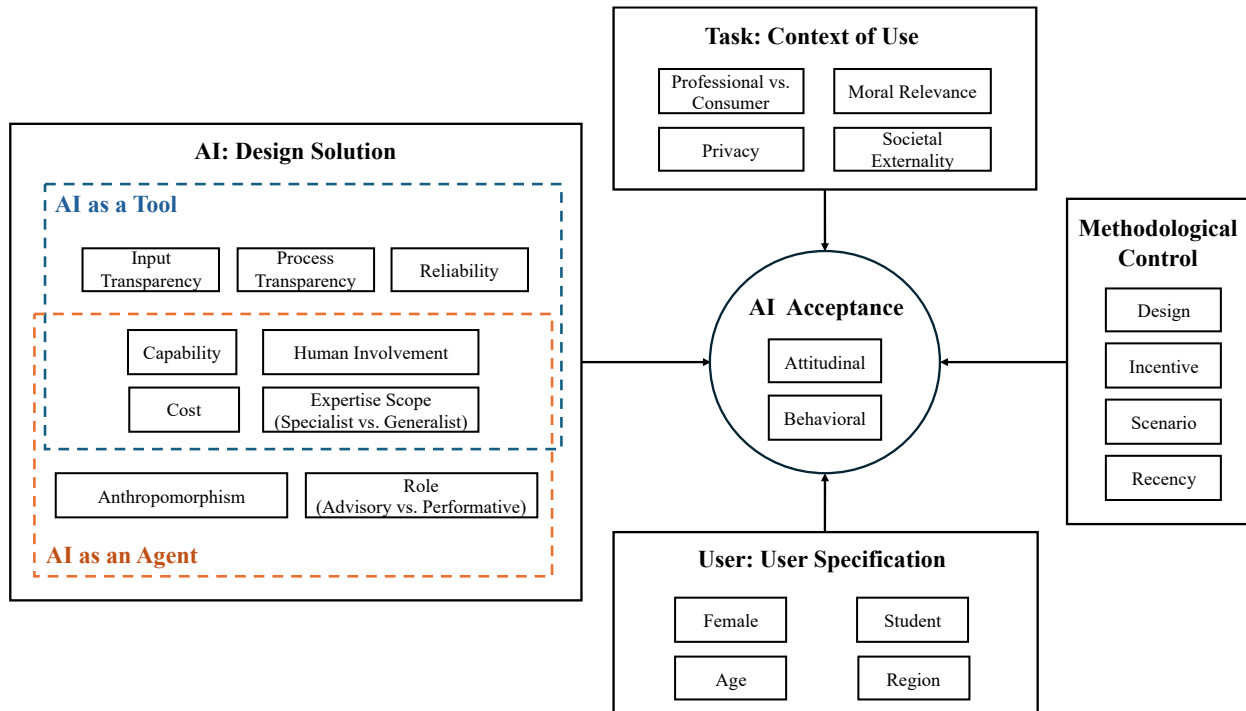 Task: Context of Use
Professional vs.
Consumer
Moral Relevance
Privacy
Societal
Externality
AI: Design Solution
AI as a Tool
Input
Transparency
Process
Transparency
Reliability
Capability
Human Involvement
Cost
Expertise Scope
(Specialist vs. Generalist)
Anthropomorphism
Role
(Advisory vs. Performative)
AI as an Agent
AI Acceptance
Attitudinal
Behavioral
Methodological
Control
Design
Incentive
Scenario
Recency
User: User Specification
Female
Student
Age
Region